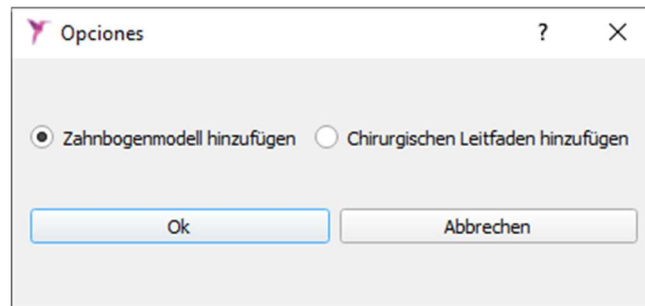 Opciones ?
Zahnbogenmodell hinzufügen Chirurgischen Leitfaden hinzufügen
Ok Abbrechen